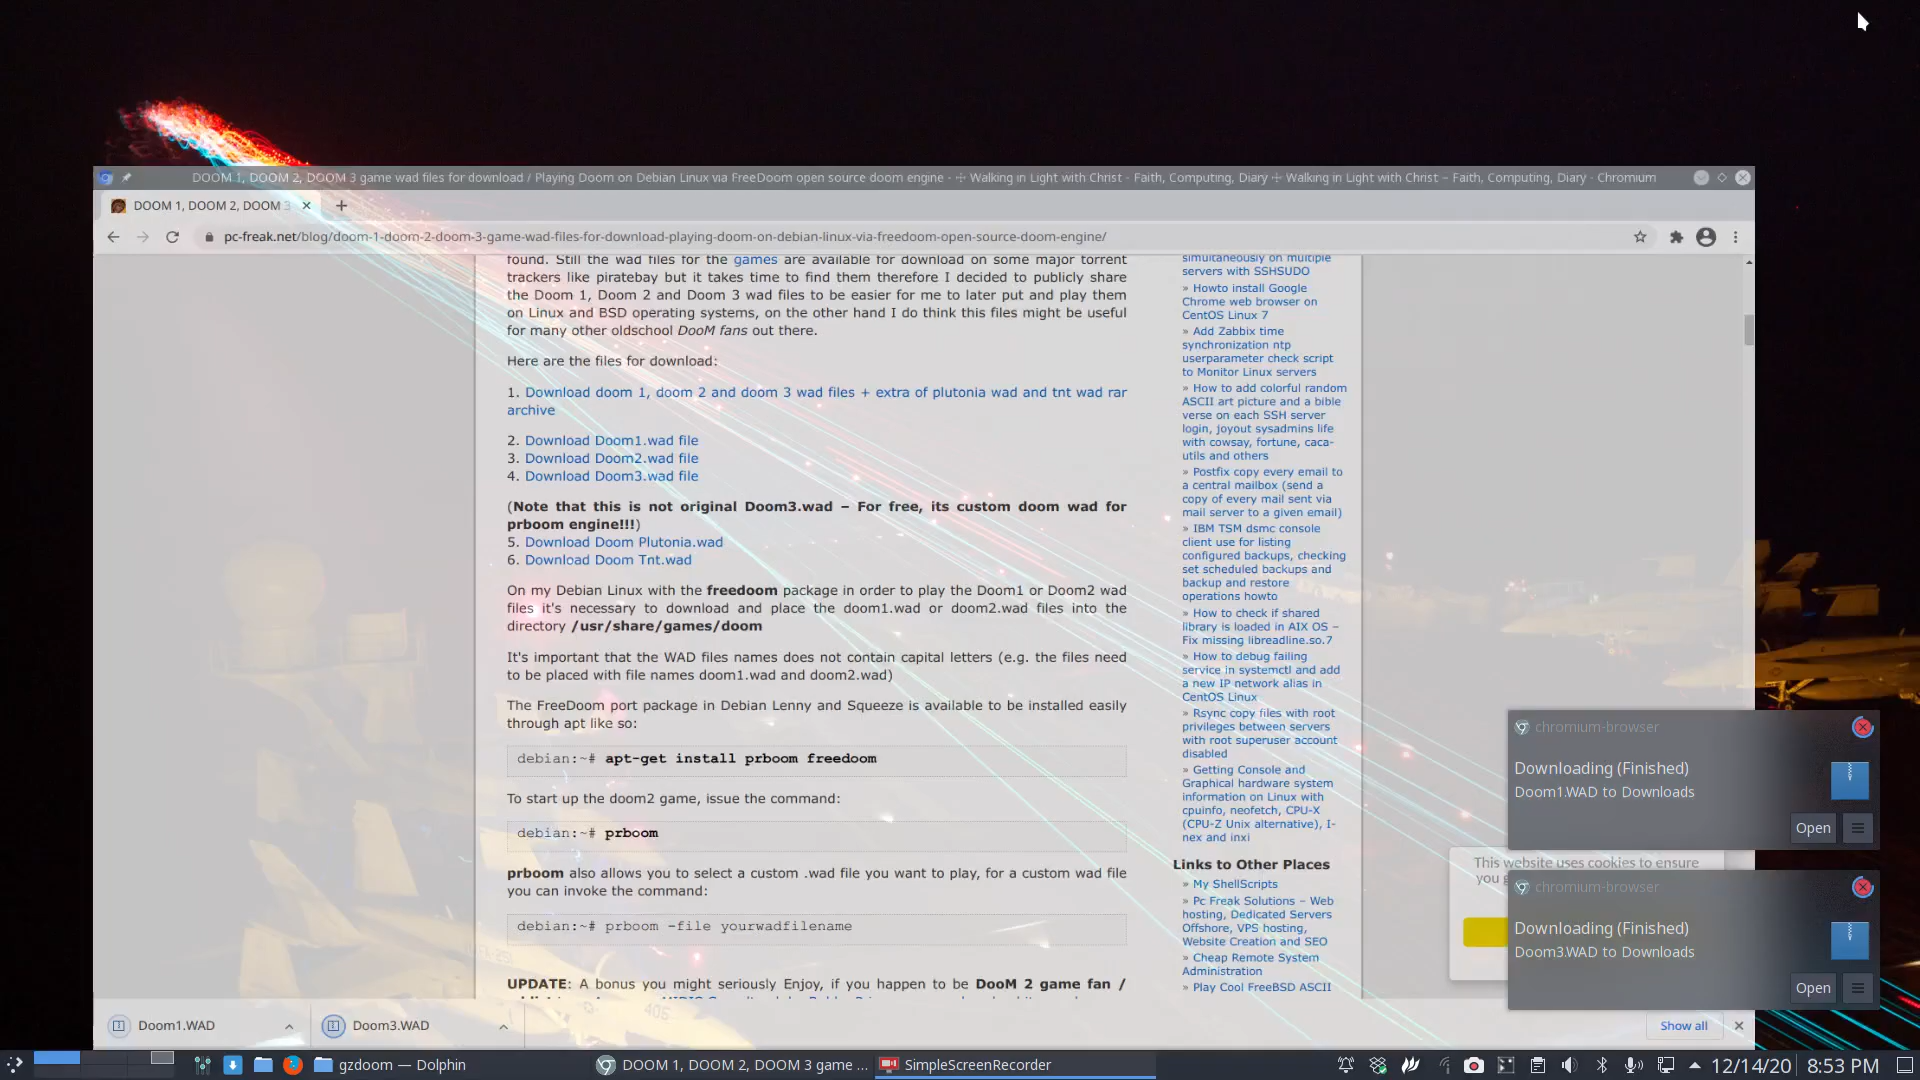 DOOM 1, DOOM 2, DOOM 3 game wad files for download / Playing Doom on Debian Linux via FreeDoom open source doom engine - ☩ Walking in Light with Christ - Faith, Computing, Diary ☩ Walking in Light with Christ – Faith, Computing, Diary - Chromium
DOOM 1, DOOM 2, DOOM 3
pc-freak.net/blog/doom-1-doom-2-doom-3-game-wad-files-for-download-playing-doom-on-debian-linux-via-freedoom-open-source-doom-engine/
found. Still the wad files for the games are available for download on some major torrent
trackers like piratebay but it takes time to find them therefore I decided to publicly share
the Doom 1, Doom 2 and Doom 3 wad files to be easier for me to later put and play them
on Linux and BSD operating systems, on the other hand I do think this files might be useful
for many other oldschool DooM fans out there.
Here are the files for download:
1. Download doom 1, doom 2 and doom 3 wad files + extra of plutonia wad and tnt wad rar
archive
2. Download Doom1.wad file
3. Download Doom2.wad file
4. Download Doom3.wad file
(Note that this is not original Doom3.wad – For free, its custom doom wad for
prboom engine!!!)
5. Download Doom Plutonia.wad
6. Download Doom Tnt.wad
On my Debian Linux with the freedoom package in order to play the Doom1 or Doom2 wad
files it's necessary to download and place the doom1.wad or doom2.wad files into the
directory /usr/share/games/doom
It's important that the WAD files names does not contain capital letters (e.g. the files need
to be placed with file names doom1.wad and doom2.wad)
The FreeDoom port package in Debian Lenny and Squeeze is available to be installed easily
through apt like so:
debian:~# apt-get install prboom freedoom
To start up the doom2 game, issue the command:
debian:~# prboom
prboom also allows you to select a custom .wad file you want to play, for a custom wad file
you can invoke the command:
debian:~# prboom -file yourwadfilename
UPDATE: A bonus you might seriously Enjoy, if you happen to be DooM 2 game fan /
simultaneously on multiple
servers with SSHSUDO
» Howto install Google
Chrome web browser on
CentOS Linux 7
» Add Zabbix time
synchronization ntp
userparameter check script
to Monitor Linux servers
» How to add colorful random
ASCII art picture and a bible
verse on each SSH server
login, joyout sysadmins life
with cowsay, fortune, caca-
utils and others
» Postfix copy every email to
a central mailbox (send a
copy of every mail sent via
mail server to a given email)
» IBM TSM dsmc console
client use for listing
configured backups, checking
set scheduled backups and
backup and restore
operations howto
» How to check if shared
library is loaded in AIX OS –
Fix missing libreadline.so.7
» How to debug failing
service in systemctl and add
a new IP network alias in
CentOS Linux
» Rsync copy files with root
privileges between servers
with root superuser account
disabled
» Getting Console and
Graphical hardware system
information on Linux with
cpuinfo, neofetch, CPU-X
(CPU-Z Unix alternative), I-
nex and inxi
Links to Other Places
» My ShellScripts
» Pc Freak Solutions – Web
hosting, Dedicated Servers
Offshore, VPS hosting,
Website Creation and SEO
» Cheap Remote System
Administration
» Play Cool FreeBSD ASCII
chromium-browser
Downloading (Finished)
Doom1.WAD to Downloads
Open
This website uses cookies to ensure
you
chromium-browser
Downloading (Finished)
Doom3.WAD to Downloads
Open
405
Doom1.WAD
Doom3.WAD
Show all
gzdoom — Dolphin
DOOM 1, DOOM 2, DOOM 3 game ...
SimpleScreenRecorder
12/14/20
8:53 PM